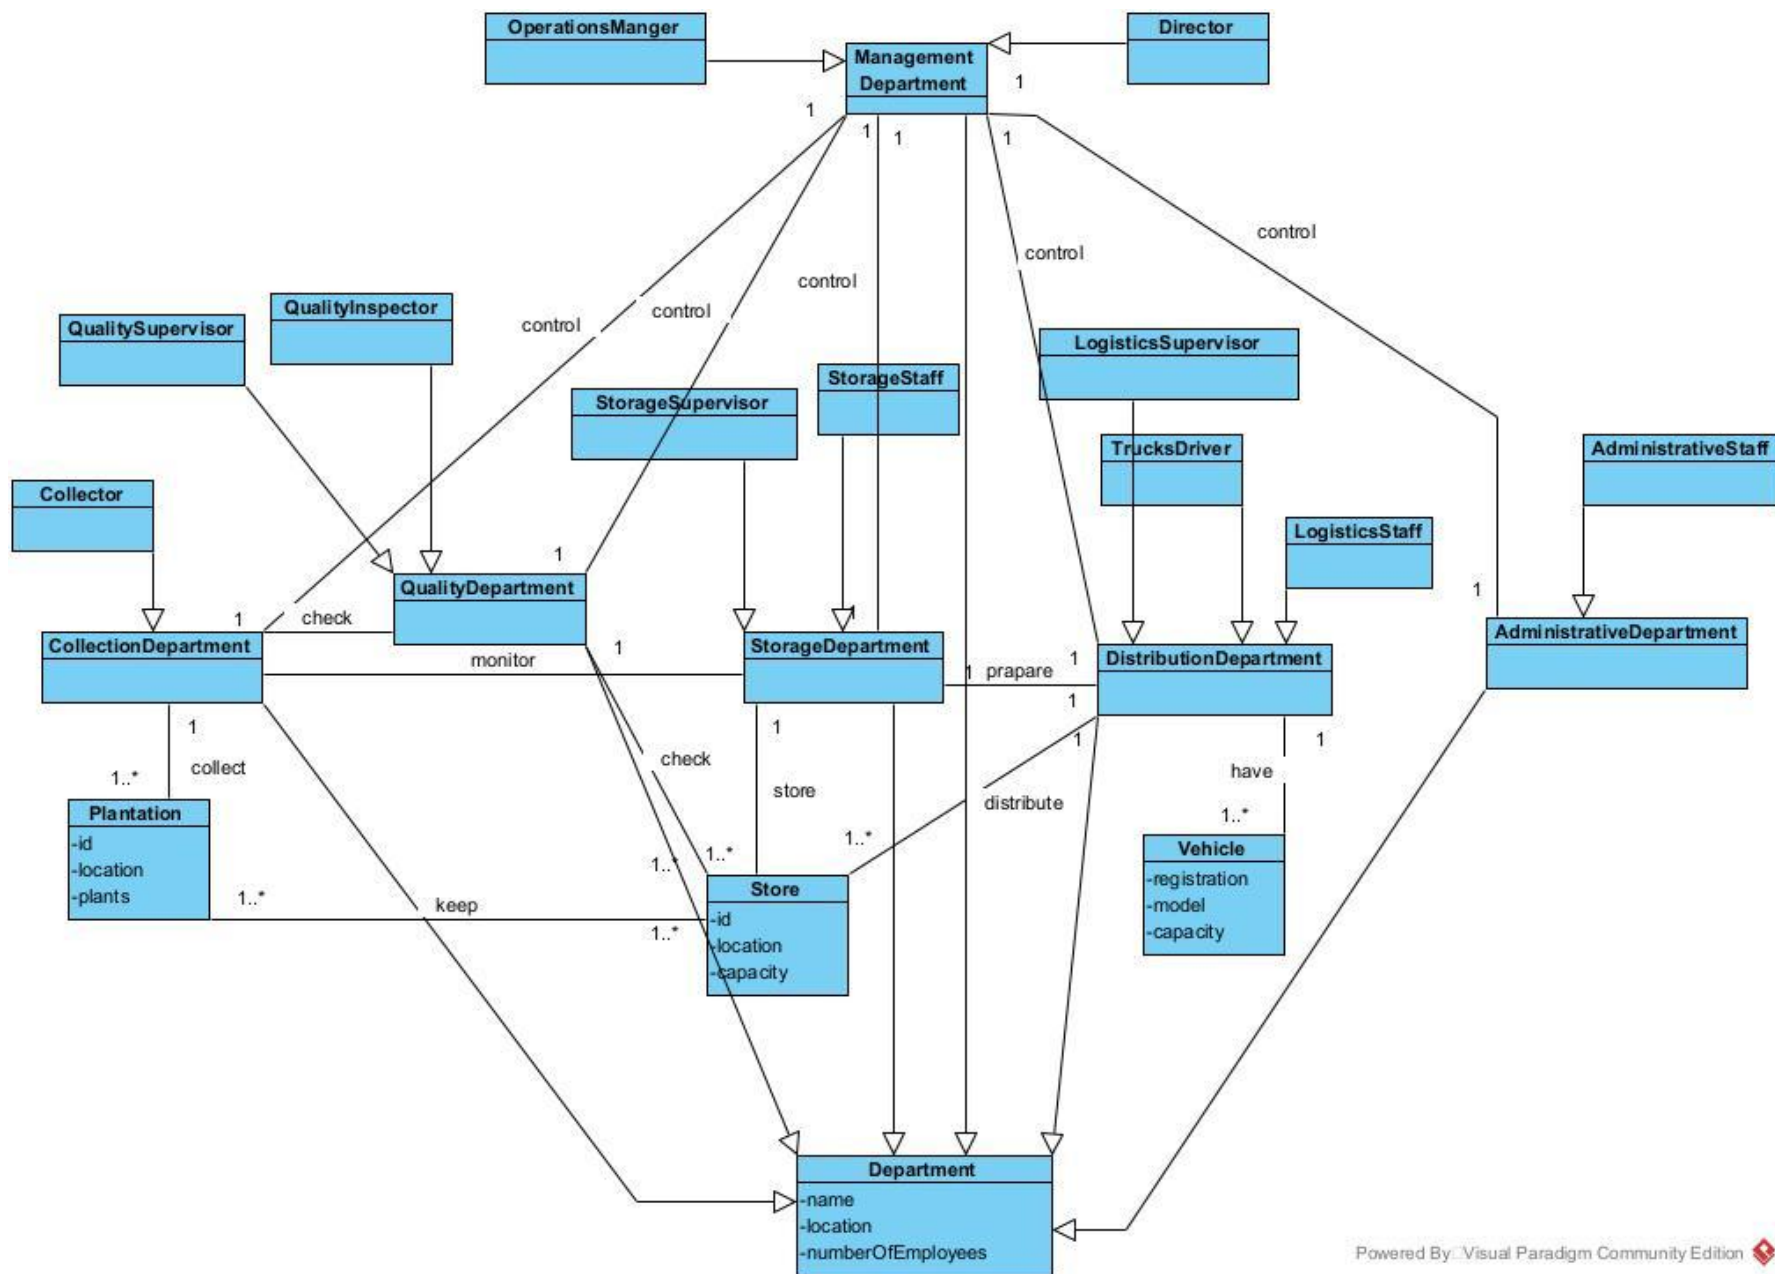 OperationsManger
Director
Management
Department
1
1
1
1
1
control
control
control
control
control
QualityInspector
QualitySupervisor
LogisticsSupervisor
StorageStaff
StorageSupervisor
TrucksDriver
AdministrativeStaff
Collector
LogisticsStaff
1
QualityDepartment
1
1
check
1
1
CollectionDepartment
StorageDepartment
DistributionDepartment
AdministrativeDepartment
monitor
1
1
1
prapare
1
1
1
1
1
collect
check
have
1..*
store
distribute
Plantation
-id
-location
-plants
1..*
1..*
1..*
1..*
Vehicle
-registration
-model
-capacity
Store
-id
-location
-capacity
1..*
keep
1..*
Department
-name
-location
-numberOfEmployees
Powered By Visual Paradigm Community Edition